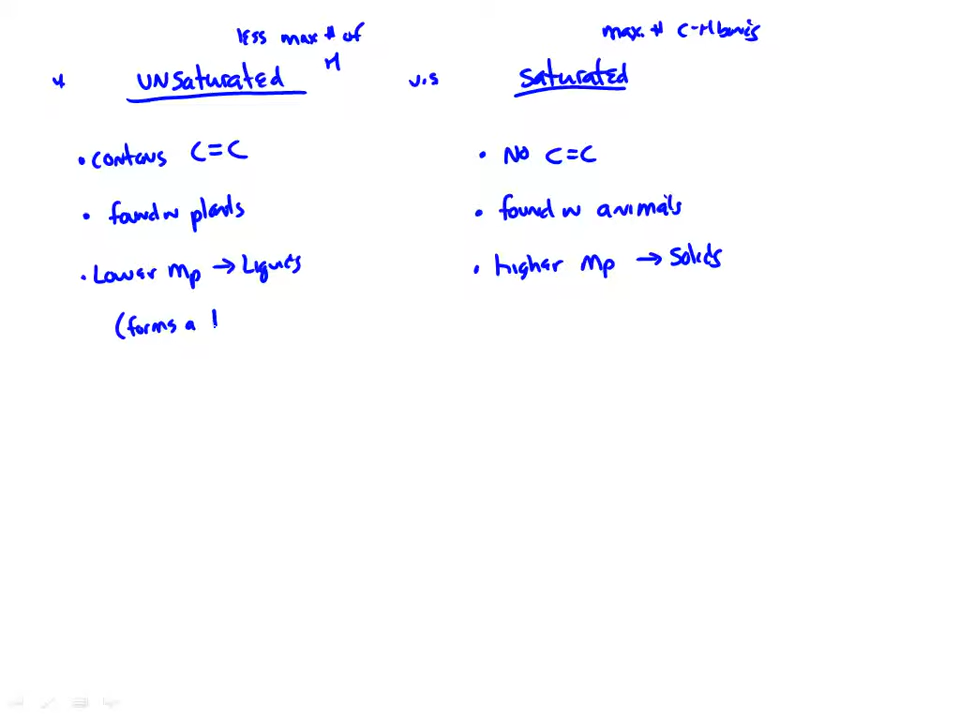 less max # of H
max. # C-H bonds
* UNSaturated v.s Saturated
• contains C=C
• No C=C
• found in plants
• found in animals
• Lower Mp → Liquids
• higher Mp → Solids
(forms a